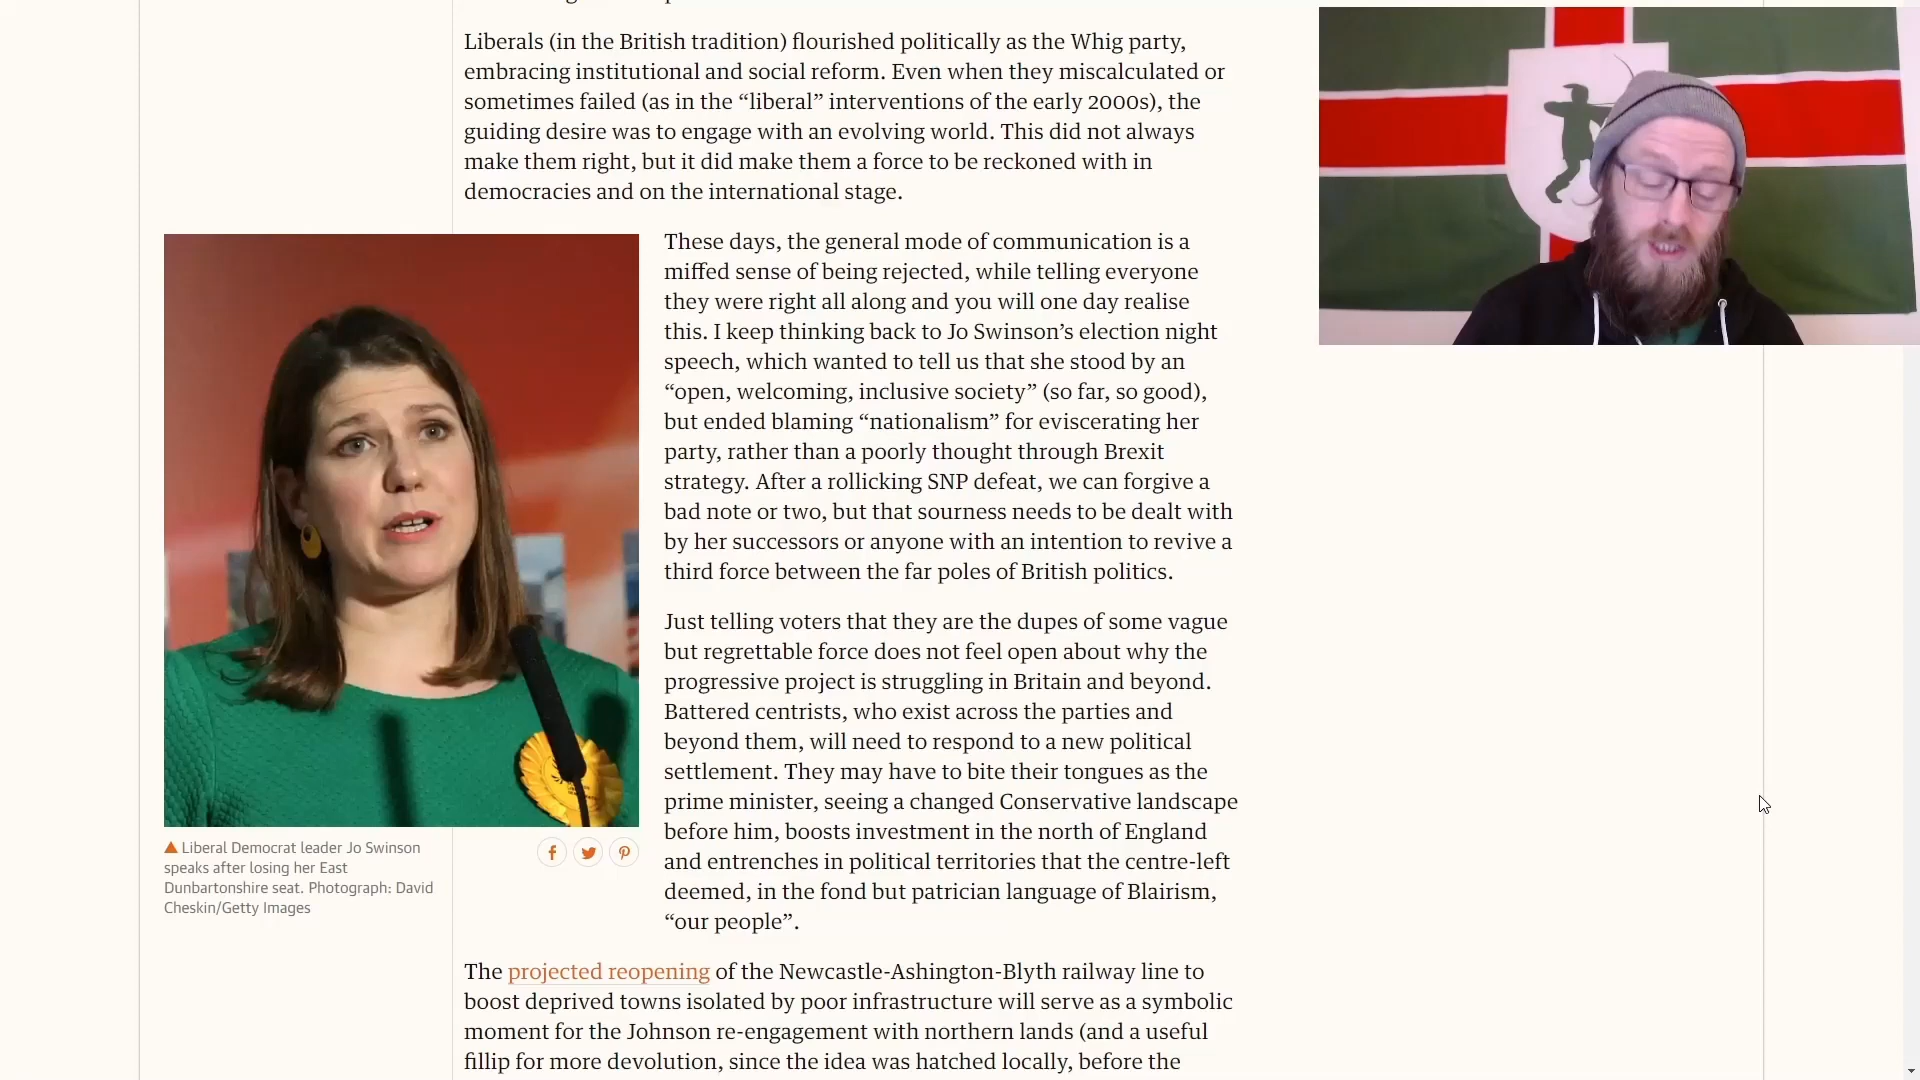 Liberals (in the British tradition) flourished politically as the Whig party,
embracing institutional and social reform. Even when they miscalculated or
sometimes failed (as in the “liberal” interventions of the early 2000s), the
guiding desire was to engage with an evolving world. This did not always
make them right, but it did make them a force to be reckoned with in
democracies and on the international stage.
These days, the general mode of communication is a
miffed sense of being rejected, while telling everyone
they were right all along and you will one day realise
this. I keep thinking back to Jo Swinson’s election night
speech, which wanted to tell us that she stood by an
“open, welcoming, inclusive society” (so far, so good),
but ended blaming “nationalism” for eviscerating her
party, rather than a poorly thought through Brexit
strategy. After a rollicking SNP defeat, we can forgive a
bad note or two, but that sourness needs to be dealt with
by her successors or anyone with an intention to revive a
third force between the far poles of British politics.
Just telling voters that they are the dupes of some vague
but regrettable force does not feel open about why the
progressive project is struggling in Britain and beyond.
Battered centrists, who exist across the parties and
beyond them, will need to respond to a new political
settlement. They may have to bite their tongues as the
prime minister, seeing a changed Conservative landscape
before him, boosts investment in the north of England
and entrenches in political territories that the centre-left
deemed, in the fond but patrician language of Blairism,
“our people”.
Liberal Democrat leader Jo Swinson
speaks after losing her East
Dunbartonshire seat. Photograph: David
Cheskin/Getty Images
The projected reopening of the Newcastle-Ashington-Blyth railway line to
boost deprived towns isolated by poor infrastructure will serve as a symbolic
moment for the Johnson re-engagement with northern lands (and a useful
fillip for more devolution, since the idea was hatched locally, before the